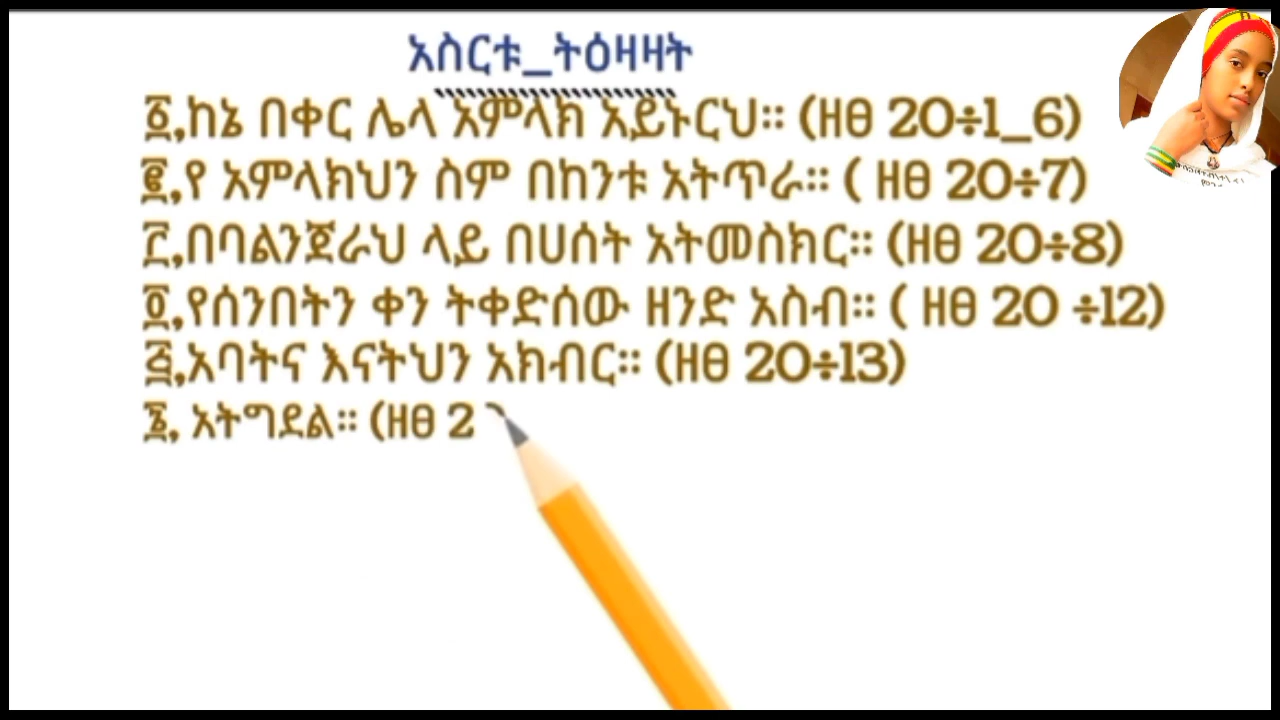 አስርቱ_ትዕዛዛት
፩,ከኔ በቀር ሌላ አምላክ አይኑርህ። (ዘፀ 20÷1_6)
፪,የ አምላክህን ስም በከንቱ አትጥራ። ( ዘፀ 20÷7)
፫,በባልንጀራህ ላይ በሀሰት አትመስክር። (ዘፀ 20÷8)
፬,የሰንበትን ቀን ትቀድሰው ዘንድ አስብ። ( ዘፀ 20 ÷12)
፭,አባትና እናትህን አክብር። (ዘፀ 20÷13)
፮, አትግደል። (ዘፀ 2